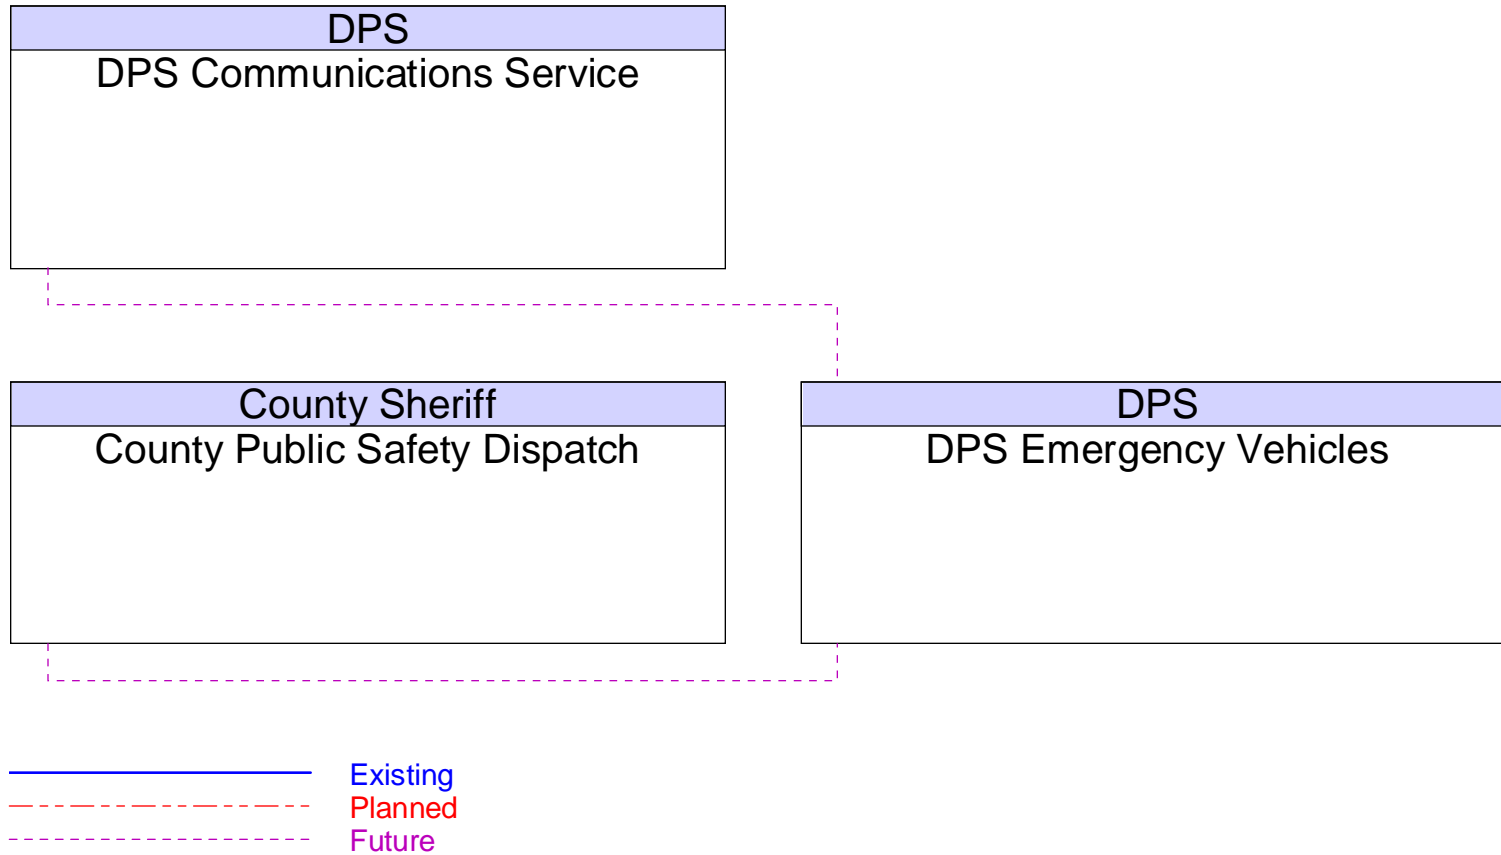 DPS
DPS Communications Service
County Sheriff
County Public Safety Dispatch
DPS
DPS Emergency Vehicles
Existing
Planned
Future